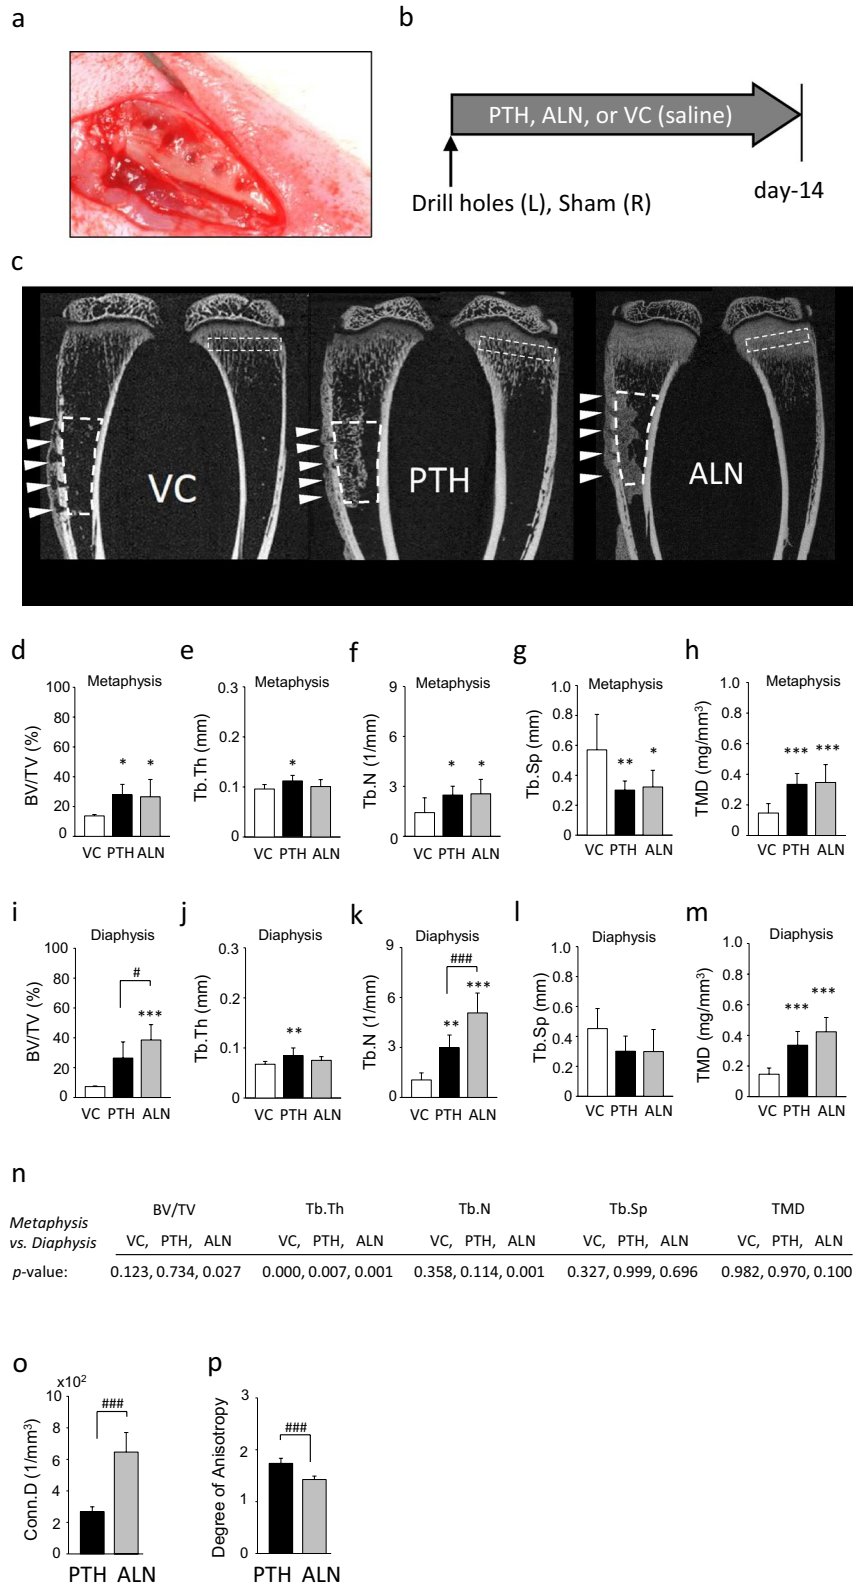 a
b
PTH, ALN, or VC (saline)
Drill holes (L), Sham (R)
day-14
c
VC
PTH
ALN
d
Metaphysis
BV/TV (%)
100
80
60
40
20
0
*
*
VC PTH ALN
e
Metaphysis
Tb.Th (mm)
0.3
0.2
0.1
0
*
VC PTH ALN
f
Metaphysis
Tb.N (1/mm)
9
6
3
0
*
*
VC PTH ALN
g
Metaphysis
Tb.Sp (mm)
1.0
0.8
0.6
0.4
0.2
0
**
*
VC PTH ALN
h
Metaphysis
TMD (mg/mm³)
1.0
0.8
0.6
0.4
0.2
0
***
***
VC PTH ALN
i
Diaphysis
BV/TV (%)
100
80
60
40
20
0
#
***
VC PTH ALN
j
Diaphysis
Tb.Th (mm)
0.3
0.2
0.1
0
**
VC PTH ALN
k
Diaphysis
Tb.N (1/mm)
9
6
3
0
###
**
***
VC PTH ALN
l
Diaphysis
Tb.Sp (mm)
1.0
0.8
0.6
0.4
0.2
0
VC PTH ALN
m
Diaphysis
TMD (mg/mm³)
1.0
0.8
0.6
0.4
0.2
0
***
***
VC PTH ALN
n
BV/TV Tb.Th Tb.N Tb.Sp TMD
Metaphysis
vs. Diaphysis
VC, PTH, ALN VC, PTH, ALN VC, PTH, ALN VC, PTH, ALN VC, PTH, ALN
p-value: 0.123, 0.734, 0.027 0.000, 0.007, 0.001 0.358, 0.114, 0.001 0.327, 0.999, 0.696 0.982, 0.970, 0.100
o
x10²
Conn.D (1/mm³)
10
8
6
4
2
0
###
PTH ALN
p
Degree of Anisotropy
3
2
1
0
###
PTH ALN